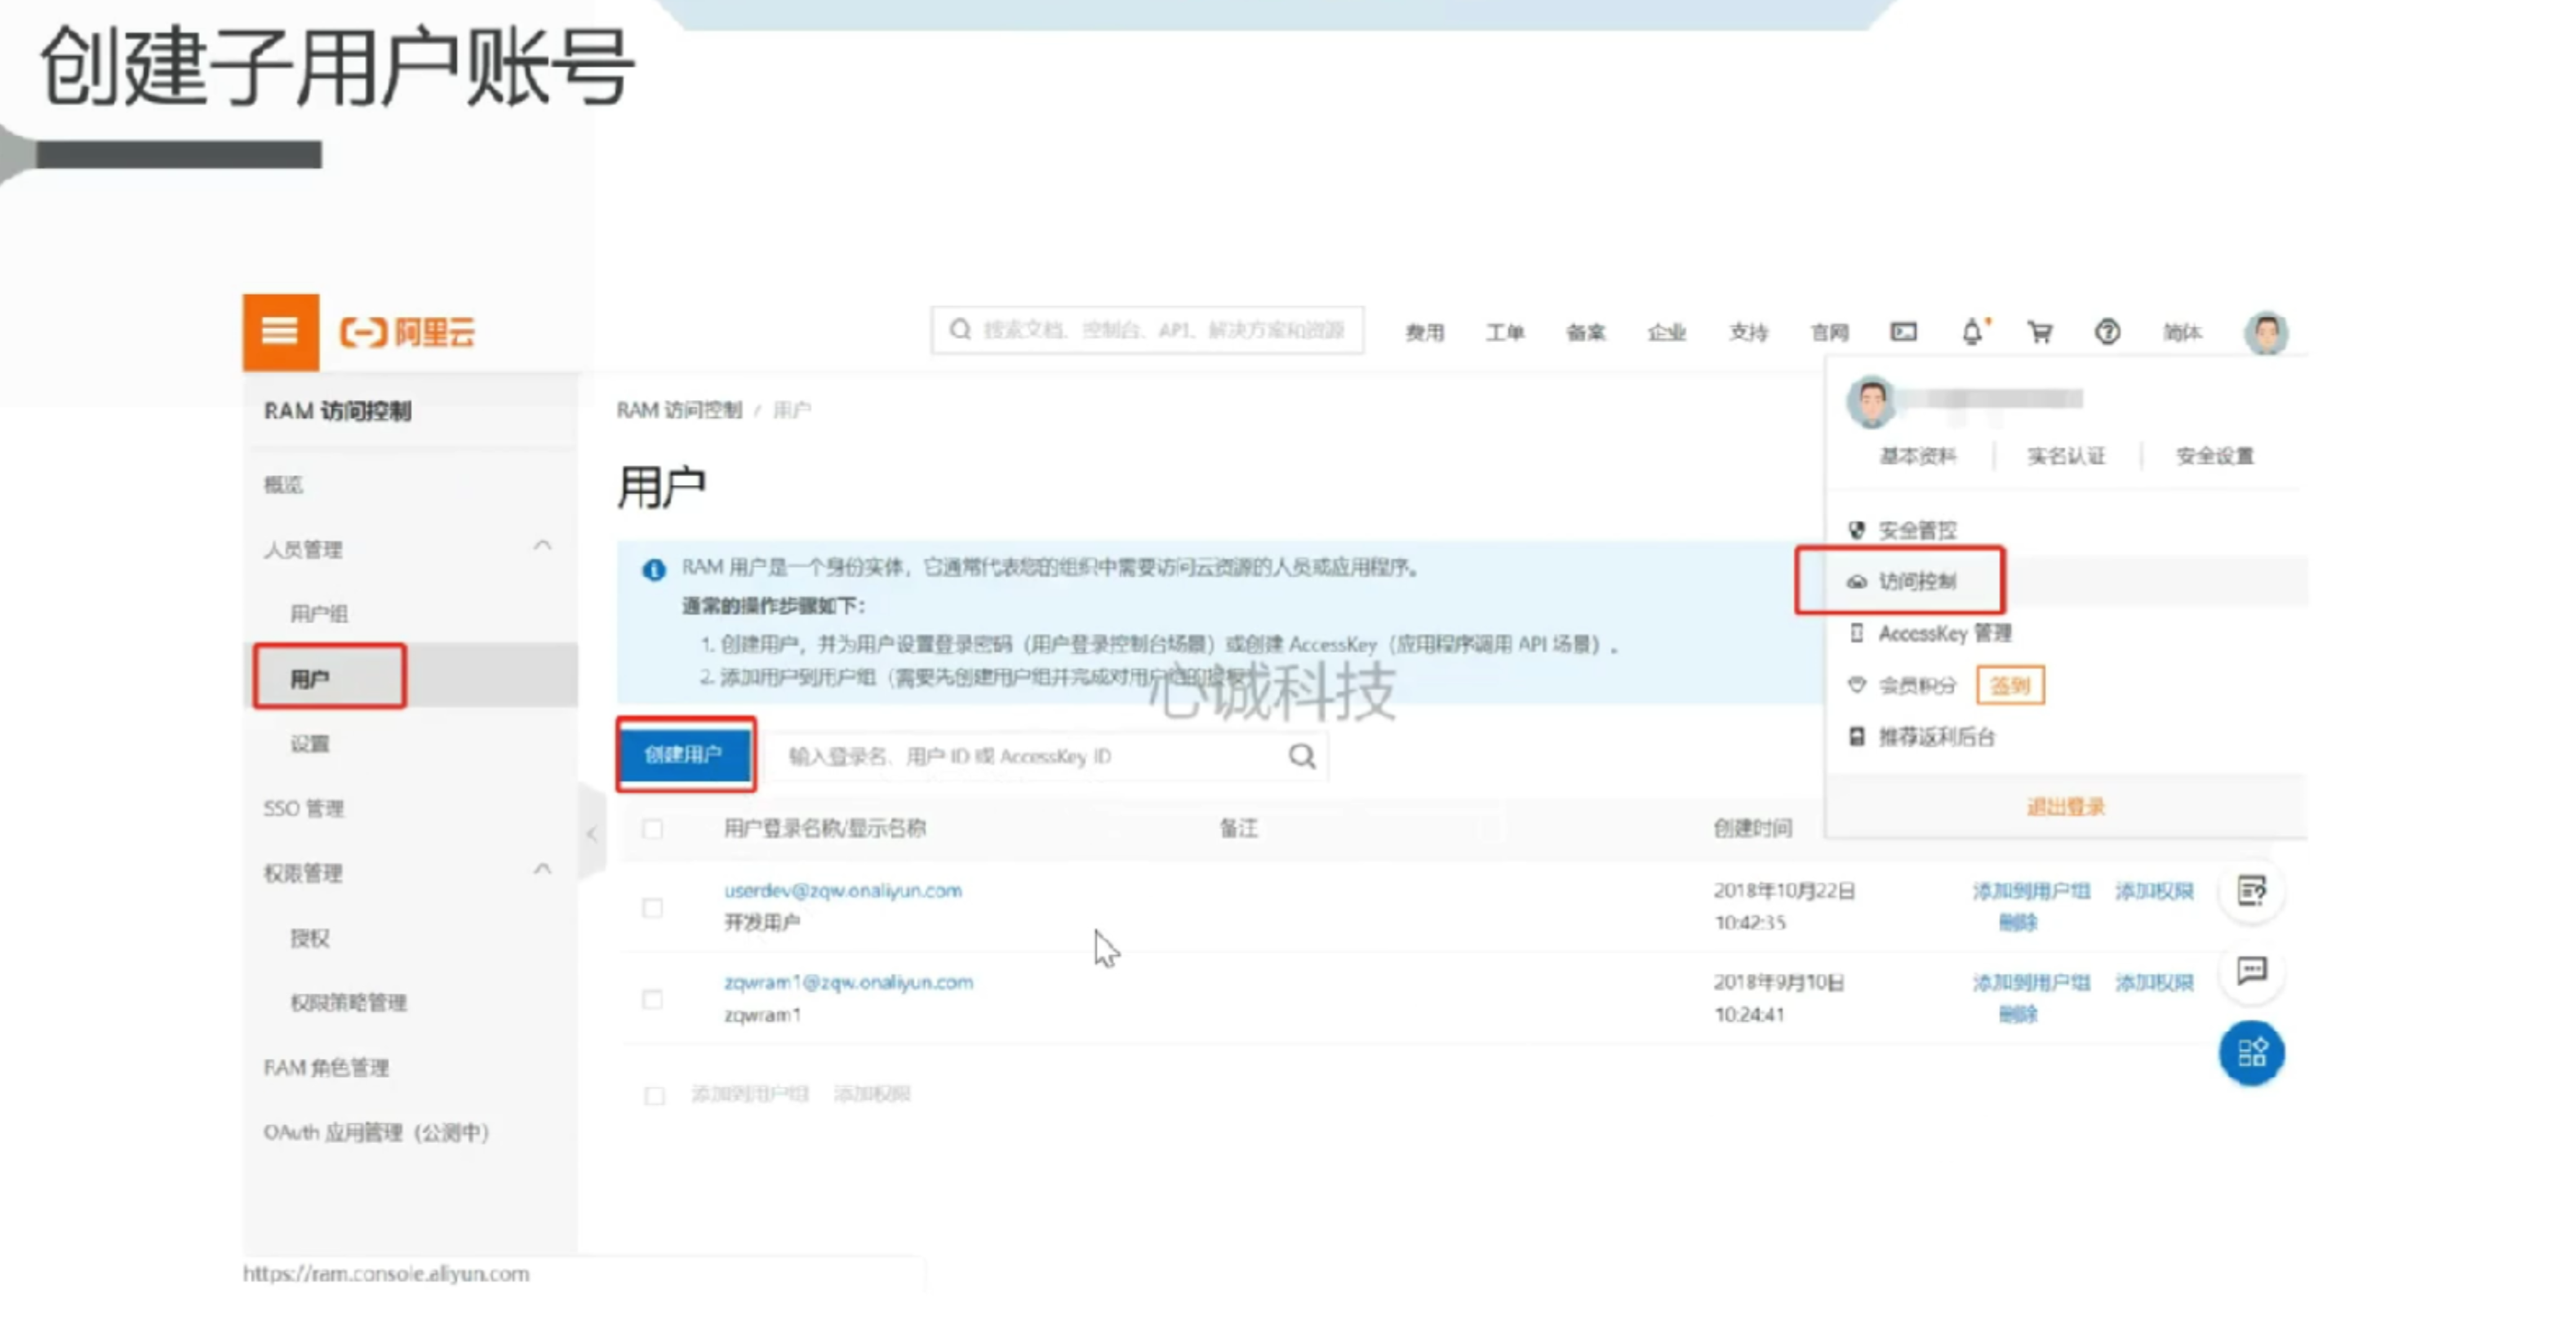 创建子用户账号
阿里云
搜索文档、控制台、API、解决方案和资源
费用 工单 备案 企业 支持 官网 简体
RAM 访问控制
概览
人员管理
用户组
用户
设置
SSO 管理
权限管理
授权
权限策略管理
RAM 角色管理
OAuth 应用管理（公测中）
RAM 访问控制 / 用户
用户
RAM 用户是一个身份实体，它通常代表您的组织中需要访问云资源的人员或应用程序。
通常的操作步骤如下：
1. 创建用户，并为用户设置登录密码（用户登录控制台场景）或创建 AccessKey（应用程序调用 API 场景）。
2. 添加用户到用户组（需要先创建用户组并完成对用户组的授权
心诚科技
创建用户
输入登录名、用户 ID 或 AccessKey ID
用户登录名称/显示名称 备注 创建时间
userdev@zqw.onaliyun.com
开发用户
2018年10月22日
10:42:35
添加到用户组 添加权限
删除
zqwram1@zqw.onaliyun.com
zqwram1
2018年9月10日
10:24:41
添加到用户组 添加权限
删除
添加到用户组 添加权限
基本资料 实名认证 安全设置
安全管控
访问控制
AccessKey 管理
会员积分 签到
推荐返利后台
退出登录
https://ram.console.aliyun.com